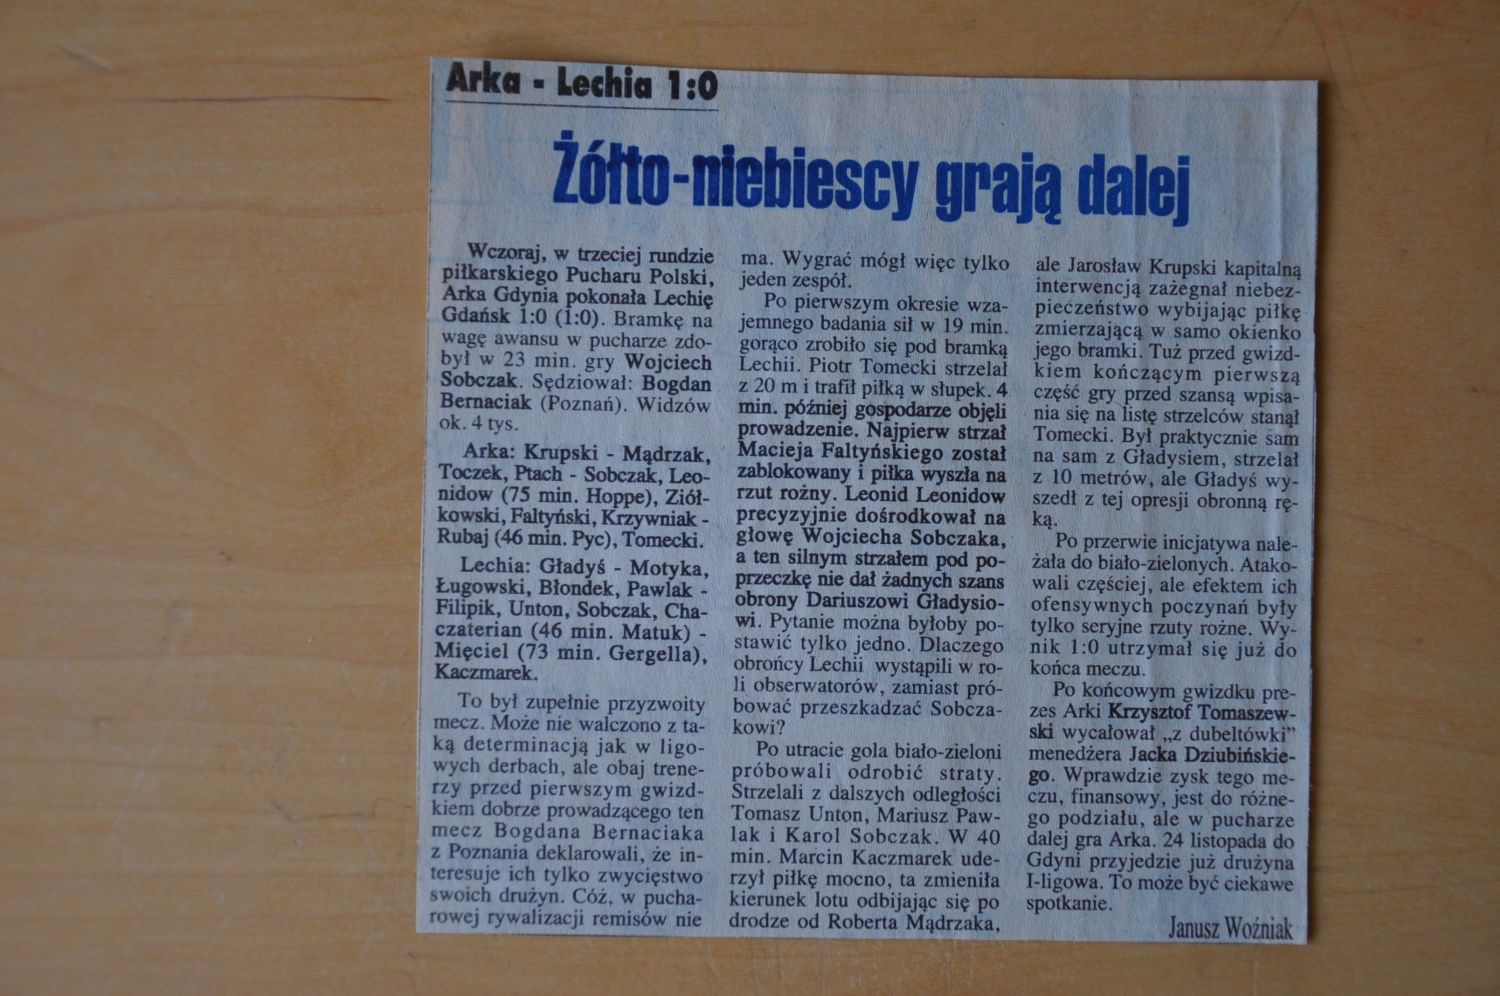 Arka - Lechia 1:0
Żółto-niebiescy grają dalej
Wczoraj, w trzeciej rundzie
piłkarskiego Pucharu Polski,
Arka Gdynia pokonała Lechię
Gdańsk 1:0 (1:0). Bramkę na
wagę awansu w pucharze zdo-
był w 23 min. gry Wojciech
Sobczak. Sędziował: Bogdan
Bernaciak (Poznań). Widzów
ok. 4 tys.
Arka: Krupski - Mądrzak,
Toczek, Ptach - Sobczak, Leo-
nidow (75 min. Hoppe), Ziół-
kowski, Faltyński, Krzywniak -
Rubaj (46 min. Pyc), Tomecki.
Lechia: Gładyś - Motyka,
Ługowski, Błondek, Pawlak -
Filipik, Unton, Sobczak, Cha-
czaterian (46 min. Matuk) -
Mięciel (73 min. Gergella),
Kaczmarek.
To był zupełnie przyzwoity
mecz. Może nie walczono z ta-
ką determinacją jak w ligo-
wych derbach, ale obaj trene-
rzy przed pierwszym gwizd-
kiem dobrze prowadzącego ten
mecz Bogdana Bernaciaka
z Poznania deklarowali, że in-
teresuje ich tylko zwycięstwo
swoich drużyn. Cóż, w pucha-
rowej rywalizacji remisów nie
ma. Wygrać mógł więc tylko
jeden zespół.
Po pierwszym okresie wza-
jemnego badania sił w 19 min.
gorąco zrobiło się pod bramką
Lechii. Piotr Tomecki strzelał
z 20 m i trafił piłką w słupek. 4
min. później gospodarze objęli
prowadzenie. Najpierw strzał
Macieja Faltyńskiego został
zablokowany i piłka wyszła na
rzut rożny. Leonid Leonidow
precyzyjnie dośrodkował na
głowę Wojciecha Sobczaka,
a ten silnym strzałem pod po-
przeczkę nie dał żadnych szans
obrony Dariuszowi Gładysio-
wi. Pytanie można byłoby po-
stawić tylko jedno. Dlaczego
obrońcy Lechii wystąpili w ro-
li obserwatorów, zamiast pró-
bować przeszkadzać Sobcza-
kowi?
Po utracie gola biało-zieloni
próbowali odrobić straty.
Strzelali z dalszych odległości
Tomasz Unton, Mariusz Paw-
lak i Karol Sobczak. W 40
min. Marcin Kaczmarek ude-
rzył piłkę mocno, ta zmieniła
kierunek lotu odbijając się po
drodze od Roberta Mądrzaka,
ale Jarosław Krupski kapitalną
interwencją zażegnał niebez-
pieczeństwo wybijając piłkę
zmierzającą w samo okienko
jego bramki. Tuż przed gwizd-
kiem kończącym pierwszą
część gry przed szansą wpisa-
nia się na listę strzelców stanął
Tomecki. Był praktycznie sam
na sam z Gładysiem, strzelał
z 10 metrów, ale Gładyś wy-
szedł z tej opresji obronną rę-
ką.
Po przerwie inicjatywa nale-
żała do biało-zielonych. Atako-
wali częściej, ale efektem ich
ofensywnych poczynań były
tylko seryjne rzuty rożne. Wy-
nik 1:0 utrzymał się już do
końca meczu.
Po końcowym gwizdku pre-
zes Arki Krzysztof Tomaszew-
ski wycałował „z dubeltówki”
menedżera Jacka Dziubińskie-
go. Wprawdzie zysk tego me-
czu, finansowy, jest do różne-
go podziału, ale w pucharze
dalej gra Arka. 24 listopada do
Gdyni przyjedzie już drużyna
I-ligowa. To może być ciekawe
spotkanie.
Janusz Woźniak